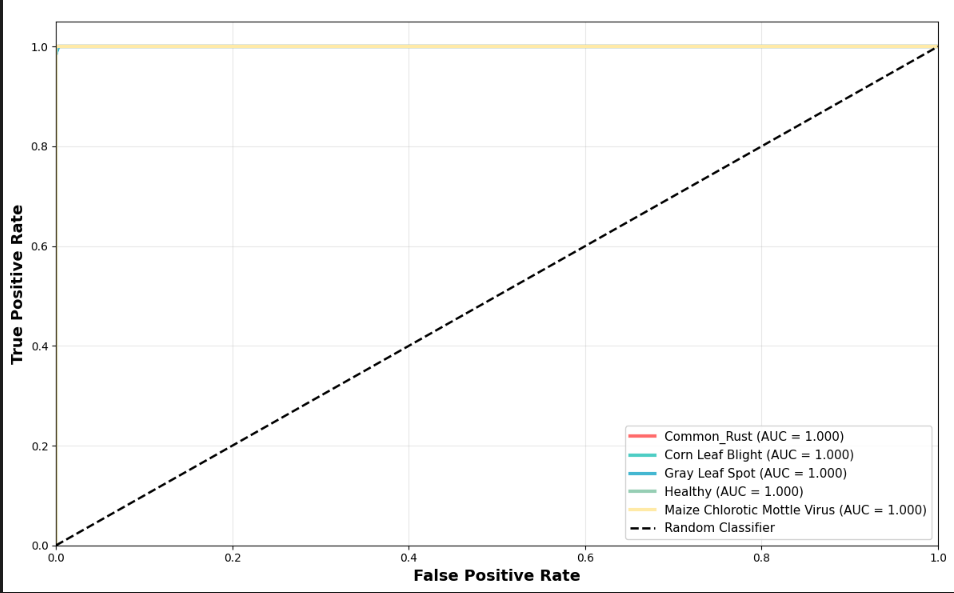 1.0
0.8
0.6
0.4
0.2
0.0
True Positive Rate
Common_Rust (AUC = 1.000)
Corn Leaf Blight (AUC = 1.000)
Gray Leaf Spot (AUC = 1.000)
Healthy (AUC = 1.000)
Maize Chlorotic Mottle Virus (AUC = 1.000)
Random Classifier
0.0 0.2 0.4 0.6 0.8 1.0
False Positive Rate